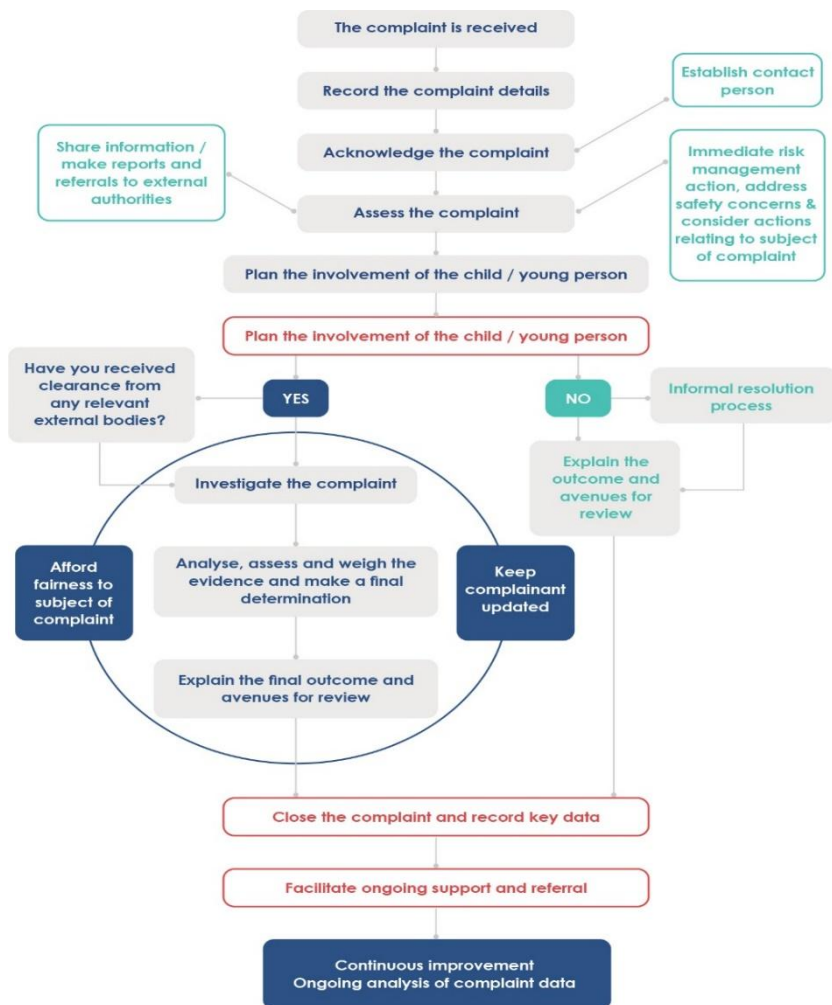 The complaint is received
Record the complaint details
Establish contact
person
Acknowledge the complaint
Share information /
make reports and
referrals to external
authorities
Immediate risk
management
action, address
safety concerns &
consider actions
relating to subject
of complaint
Assess the complaint
Plan the involvement of the child / young person
Plan the involvement of the child / young person
Have you received
clearance from
any relevant
external bodies?
YES
NO
Informal resolution
process
Investigate the complaint
Explain the
outcome and
avenues for
review
Afford
fairness to
subject of
complaint
Analyse, assess and weigh the
evidence and make a final
determination
Keep
complainant
updated
Explain the final outcome and
avenues for review
Close the complaint and record key data
Facilitate ongoing support and referral
Continuous improvement
Ongoing analysis of complaint data